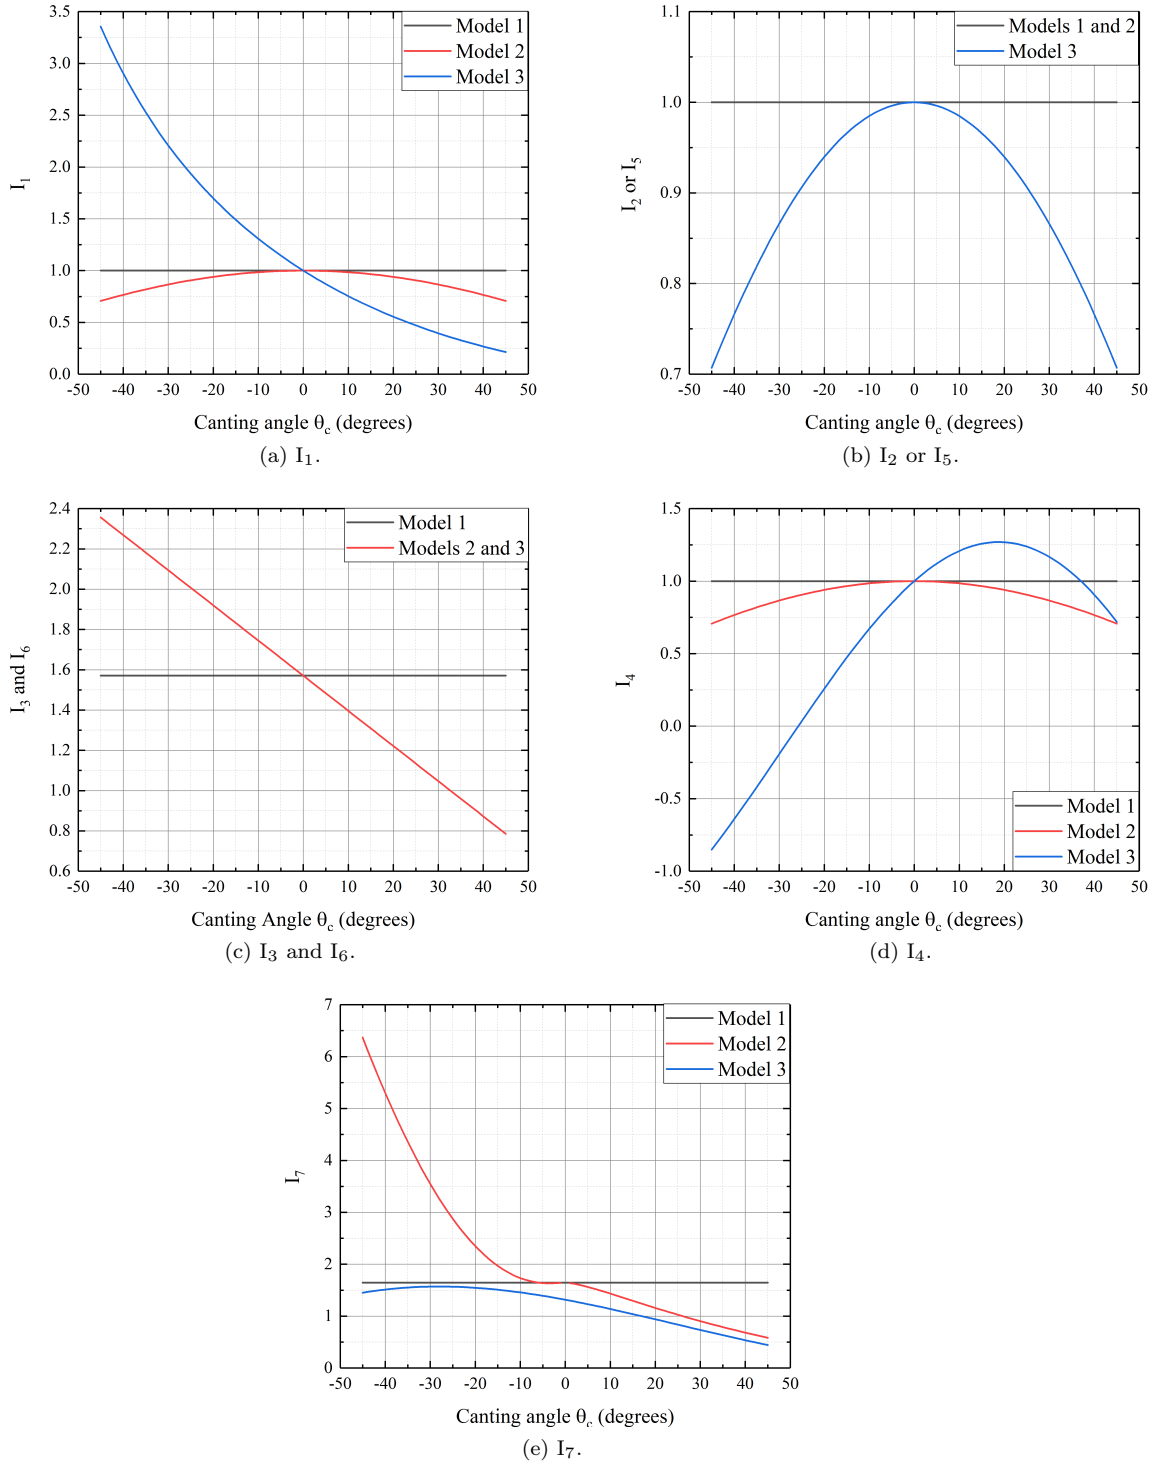 3.5
3.0
2.5
2.0
1.5
1.0
0.5
0.0
I1
Model 1
Model 2
Model 3
-50 -40 -30 -20 -10 0 10 20 30 40 50
Canting angle θc (degrees)
(a) I1.
1.1
1.0
0.9
0.8
0.7
I2 or I5
Models 1 and 2
Model 3
-50 -40 -30 -20 -10 0 10 20 30 40 50
Canting angle θc (degrees)
(b) I2 or I5.
2.4
2.2
2.0
1.8
1.6
1.4
1.2
1.0
0.8
0.6
I3 and I6
Model 1
Models 2 and 3
-50 -40 -30 -20 -10 0 10 20 30 40 50
Canting Angle θc (degrees)
(c) I3 and I6.
1.5
1.0
0.5
0.0
-0.5
-1.0
I4
Model 1
Model 2
Model 3
-50 -40 -30 -20 -10 0 10 20 30 40 50
Canting angle θc (degrees)
(d) I4.
7
6
5
4
3
2
1
0
I7
Model 1
Model 2
Model 3
-50 -40 -30 -20 -10 0 10 20 30 40 50
Canting angle θc (degrees)
(e) I7.